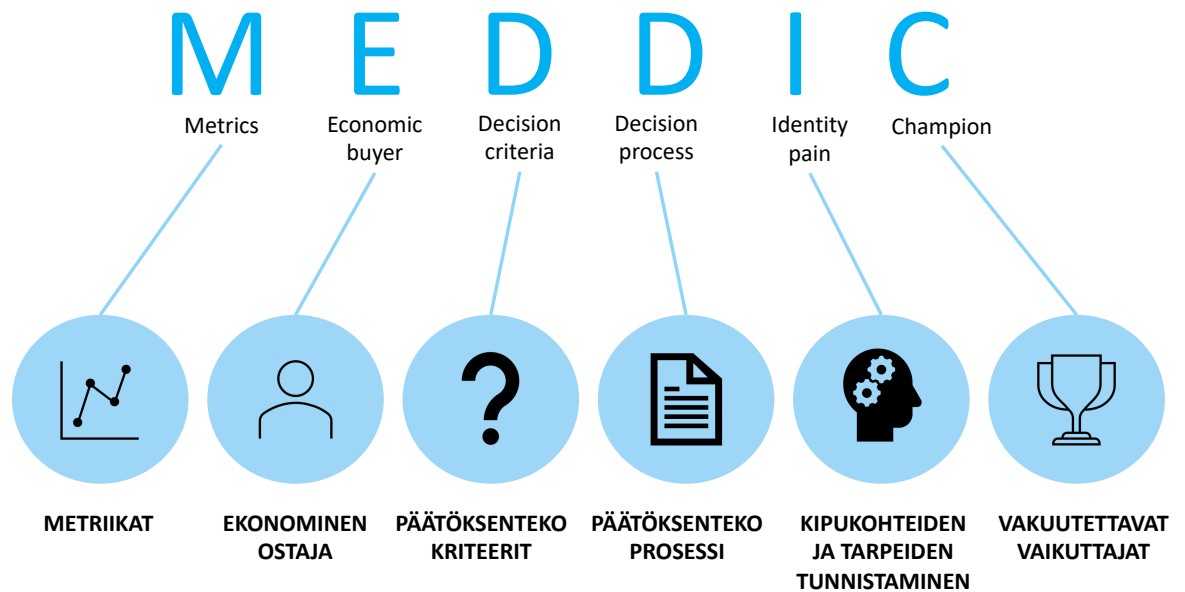 M E D D I C
Metrics
Economic
buyer
Decision
criteria
Decision
process
Identity
pain
Champion
METRIIKAT
EKONOMINEN
OSTAJA
PÄÄTÖKSENTEKO
KRITEERIT
PÄÄTÖKSENTEKO
PROSESSI
KIPUKOHTEIDEN
JA TARPEIDEN
TUNNISTAMINEN
VAKUUTETTAVAT
VAIKUTTAJAT